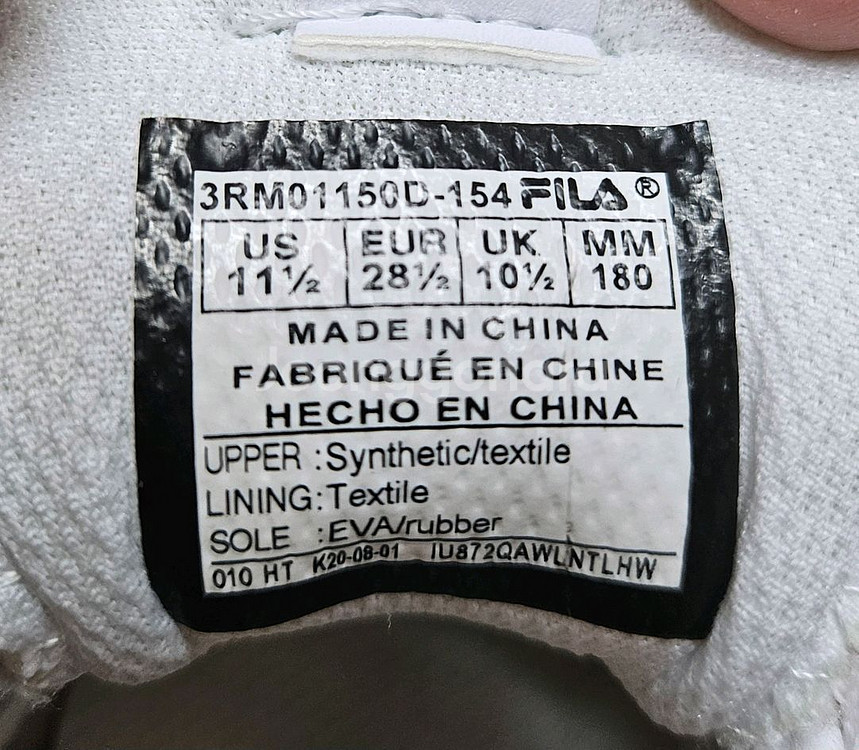 3RM01150D-154 FILA®
US EUR UK MM
11½ 28½ 10½ 180
MADE IN CHINA
FABRIQUÉ EN CHINE
HECHO EN CHINA
UPPER :Synthetic/textile
LINING:Textile
SOLE :EVA/rubber
010 HT K20-08-01 IU872QAWLNTLHW